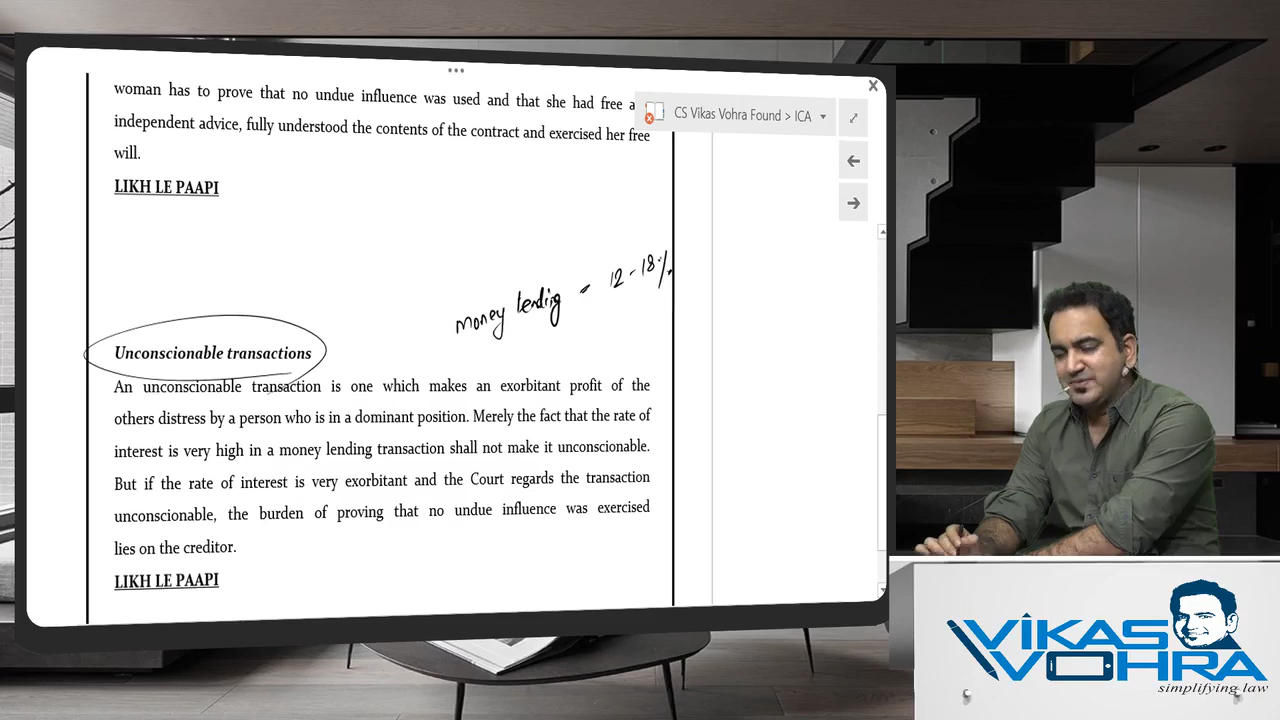 woman has to prove that no undue influence was used and that she had free a
independent advice, fully understood the contents of the contract and exercised her free
will.
LIKH LE PAAPI
CS Vikas Vohra Found > ICA
money lending = 12 - 18%
Unconscionable transactions
An unconscionable transaction is one which makes an exorbitant profit of the
others distress by a person who is in a dominant position. Merely the fact that the rate of
interest is very high in a money lending transaction shall not make it unconscionable.
But if the rate of interest is very exorbitant and the Court regards the transaction
unconscionable, the burden of proving that no undue influence was exercised
lies on the creditor.
LIKH LE PAAPI
VIKAS
VOHRA
simplifying law